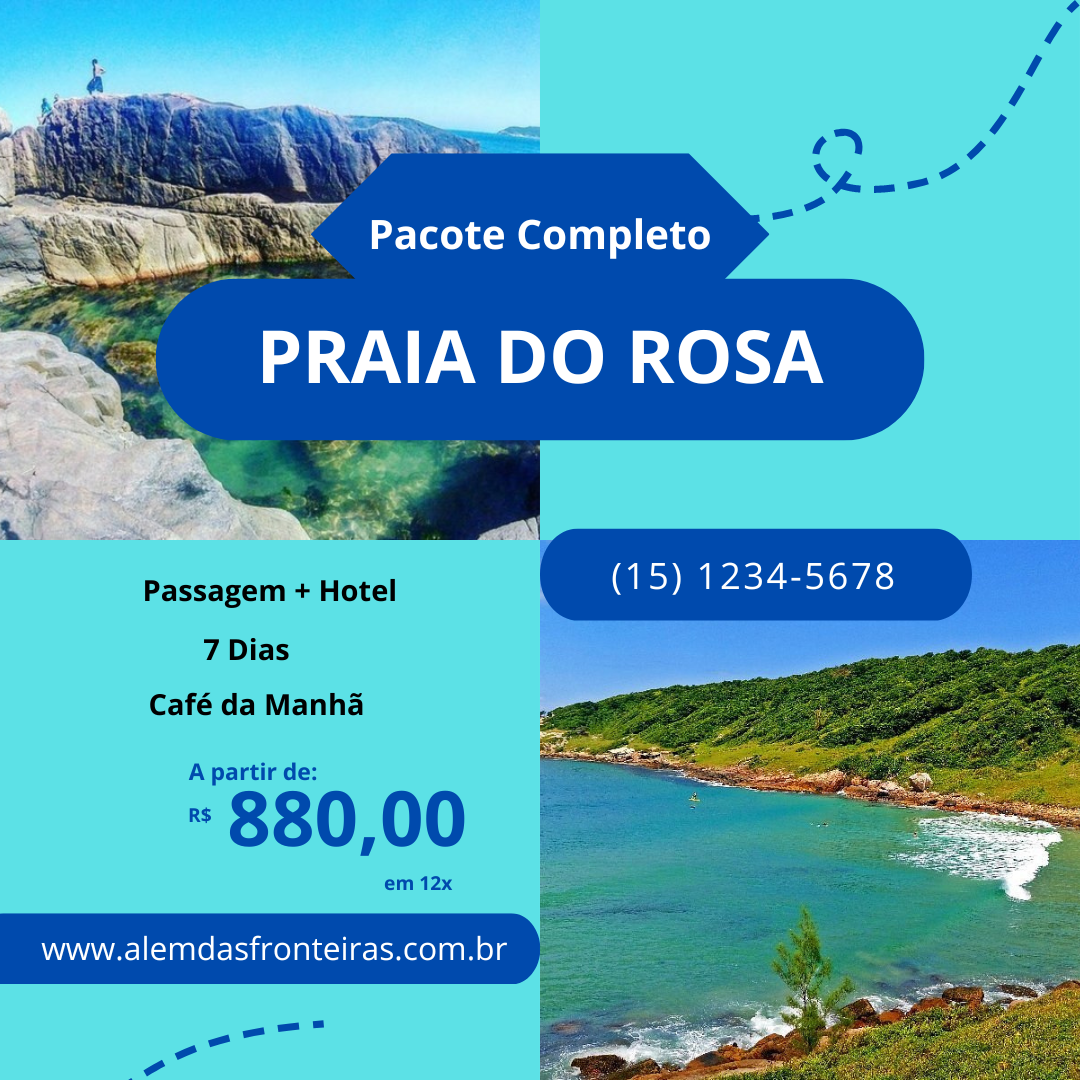 Pacote Completo
PRAIA DO ROSA
(15) 1234-5678
Passagem + Hotel
7 Dias
Café da Manhã
A partir de:
R$ 880,00
em 12x
www.alemdasfronteiras.com.br